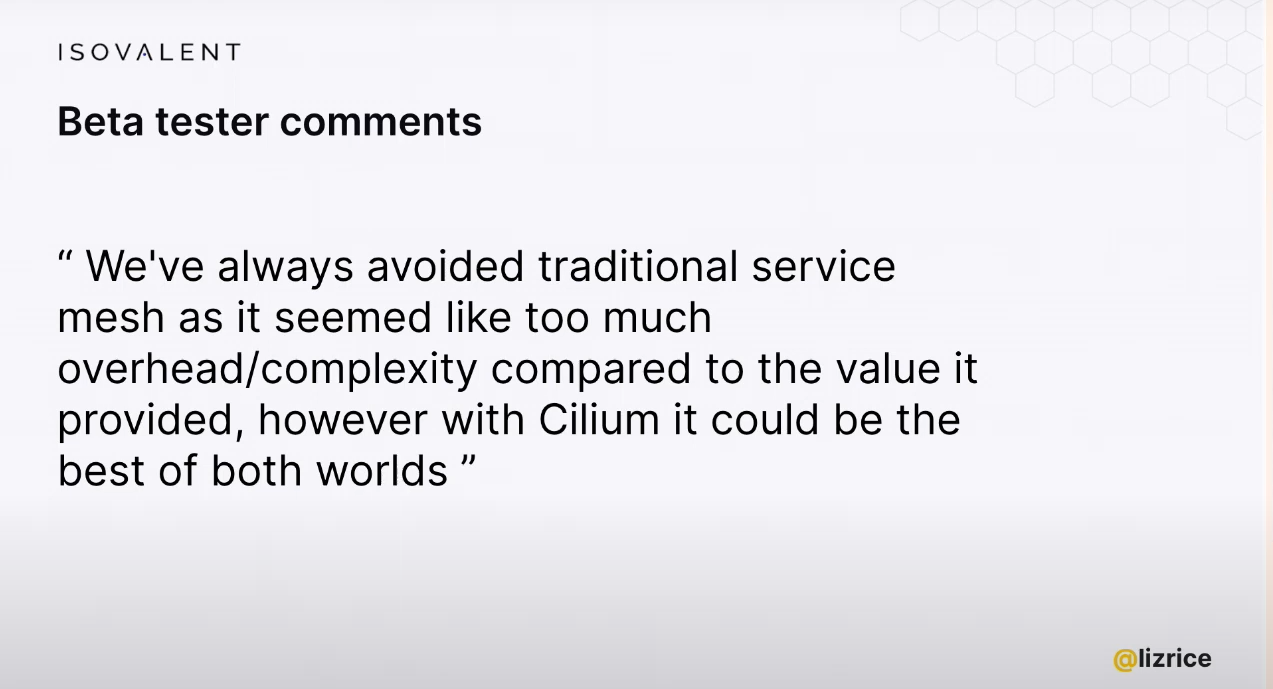 ISOVALENT
Beta tester comments
“ We've always avoided traditional service
mesh as it seemed like too much
overhead/complexity compared to the value it
provided, however with Cilium it could be the
best of both worlds ”
@lizrice